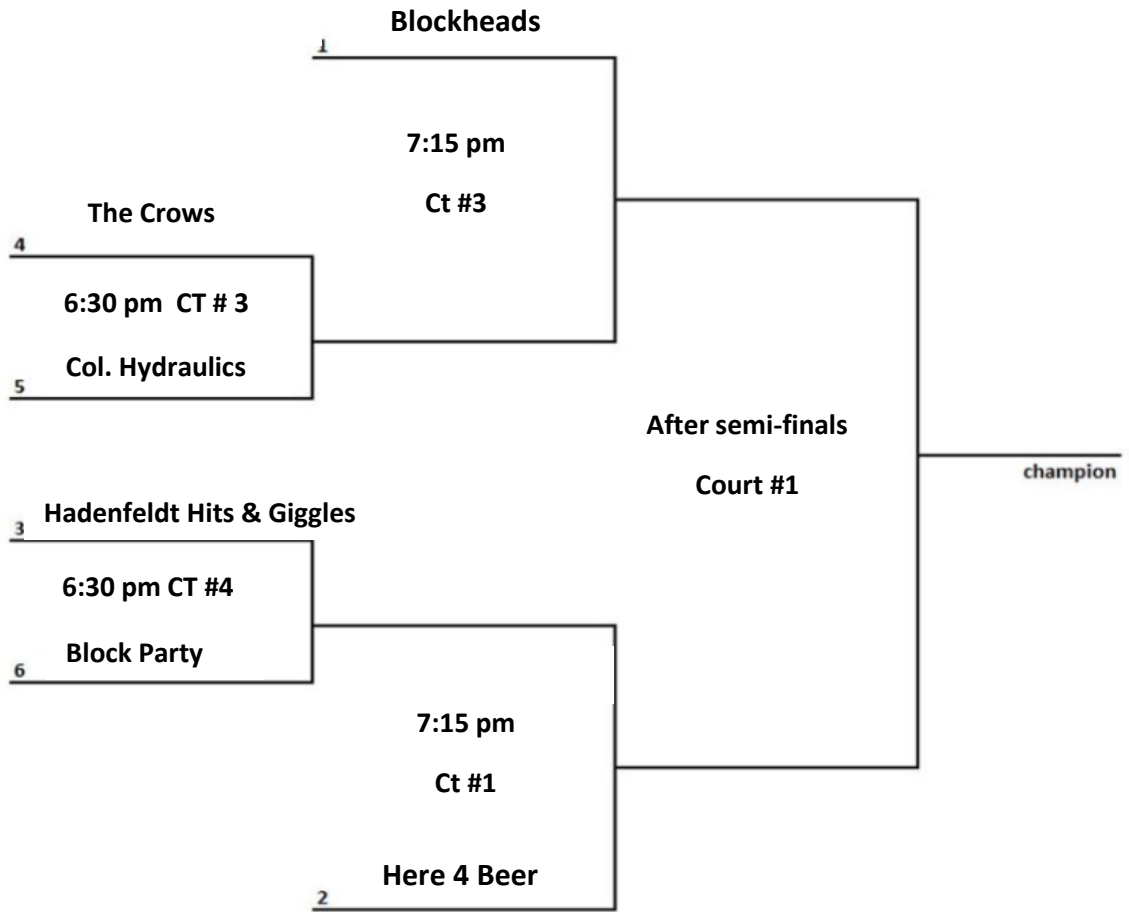 Blockheads
1
7:15 pm
Ct #3
The Crows
4
6:30 pm CT # 3
Col. Hydraulics
5
After semi-finals
Court #1
champion
Hadenfeldt Hits & Giggles
3
6:30 pm CT #4
Block Party
6
7:15 pm
Ct #1
Here 4 Beer
2